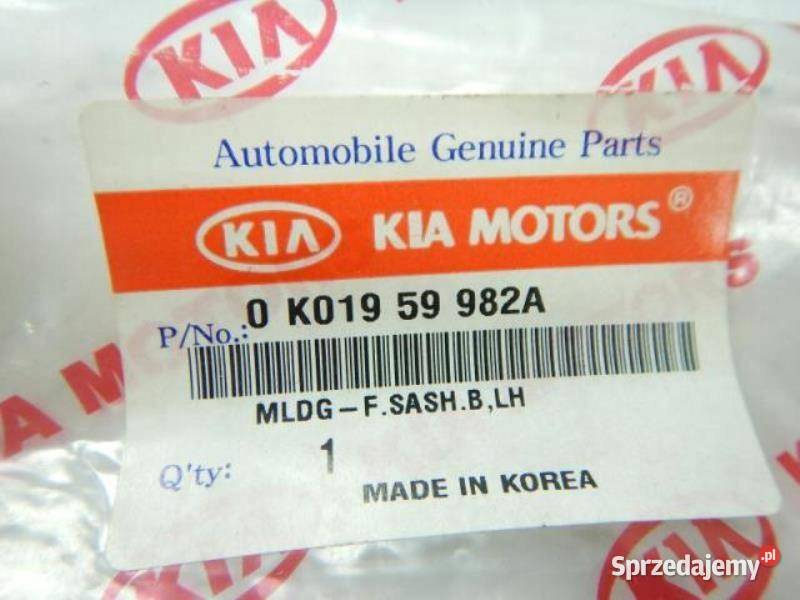 KIA
KIA
Automobile Genuine Parts
KIA KIA MOTORS®
P/No.: 0 K019 59 982A
MLDG-F.SASH.B,LH
Q'ty: 1
MADE IN KOREA
KIA
Sprzedajemy.pl